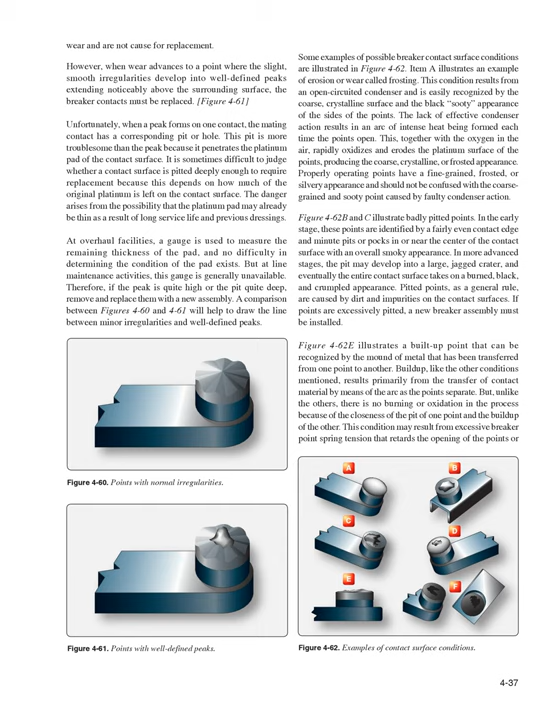 wear and are not cause for replacement.
However, when wear advances to a point where the slight,
smooth irregularities develop into well-defined peaks
extending noticeably above the surrounding surface, the
breaker contacts must be replaced. [Figure 4-61]
Unfortunately, when a peak forms on one contact, the mating
contact has a corresponding pit or hole. This pit is more
troublesome than the peak because it penetrates the platinum
pad of the contact surface. It is sometimes difficult to judge
whether a contact surface is pitted deeply enough to require
replacement because this depends on how much of the
original platinum is left on the contact surface. The danger
arises from the possibility that the platinum pad may already
be thin as a result of long service life and previous dressings.
At overhaul facilities, a gauge is used to measure the
remaining thickness of the pad, and no difficulty in
determining the condition of the pad exists. But at line
maintenance activities, this gauge is generally unavailable.
Therefore, if the peak is quite high or the pit quite deep,
remove and replace them with a new assembly. A comparison
between Figures 4-60 and 4-61 will help to draw the line
between minor irregularities and well-defined peaks.
Figure 4-60. Points with normal irregularities.
Figure 4-61. Points with well-defined peaks.
Some examples of possible breaker contact surface conditions
are illustrated in Figure 4-62. Item A illustrates an example
of erosion or wear called frosting. This condition results from
an open-circuited condenser and is easily recognized by the
coarse, crystalline surface and the black “sooty” appearance
of the sides of the points. The lack of effective condenser
action results in an arc of intense heat being formed each
time the points open. This, together with the oxygen in the
air, rapidly oxidizes and erodes the platinum surface of the
points, producing the coarse, crystalline, or frosted appearance.
Properly operating points have a fine-grained, frosted, or
silvery appearance and should not be confused with the coarse-
grained and sooty point caused by faulty condenser action.
Figure 4-62B and C illustrate badly pitted points. In the early
stage, these points are identified by a fairly even contact edge
and minute pits or pocks in or near the center of the contact
surface with an overall smoky appearance. In more advanced
stages, the pit may develop into a large, jagged crater, and
eventually the entire contact surface takes on a burned, black,
and crumpled appearance. Pitted points, as a general rule,
are caused by dirt and impurities on the contact surfaces. If
points are excessively pitted, a new breaker assembly must
be installed.
Figure 4-62E illustrates a built-up point that can be
recognized by the mound of metal that has been transferred
from one point to another. Buildup, like the other conditions
mentioned, results primarily from the transfer of contact
material by means of the arc as the points separate. But, unlike
the others, there is no burning or oxidation in the process
because of the closeness of the pit of one point and the buildup
of the other. This condition may result from excessive breaker
point spring tension that retards the opening of the points or
A
B
C
D
E
F
Figure 4-62. Examples of contact surface conditions.
4-37